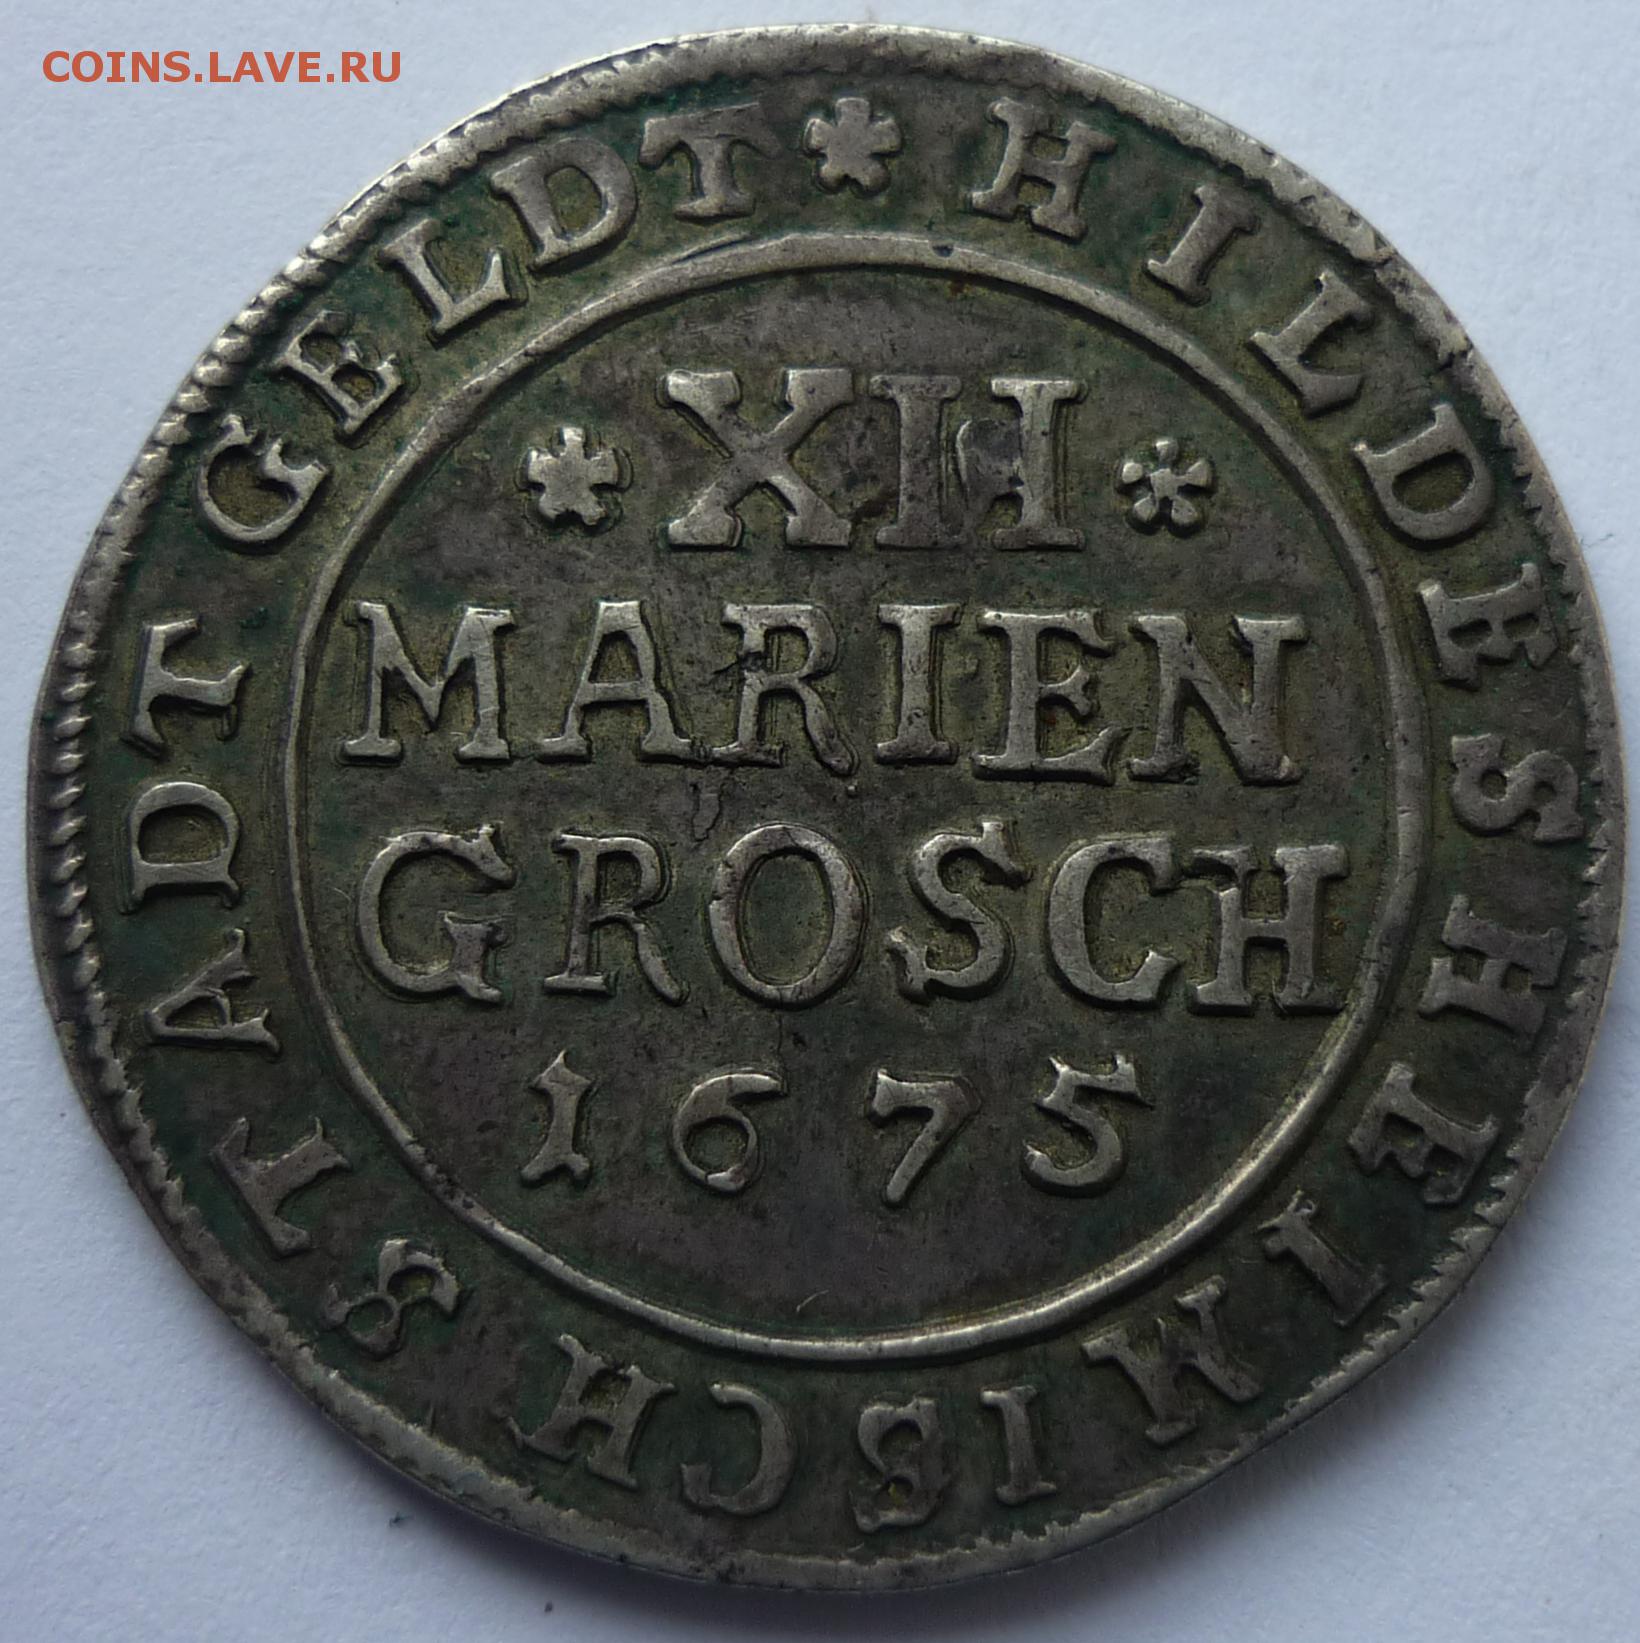 COINS.LAVE.RU
* HILDESHEIMISCH STADT GELDT
* XII *
MARIEN
GROSCH
1675